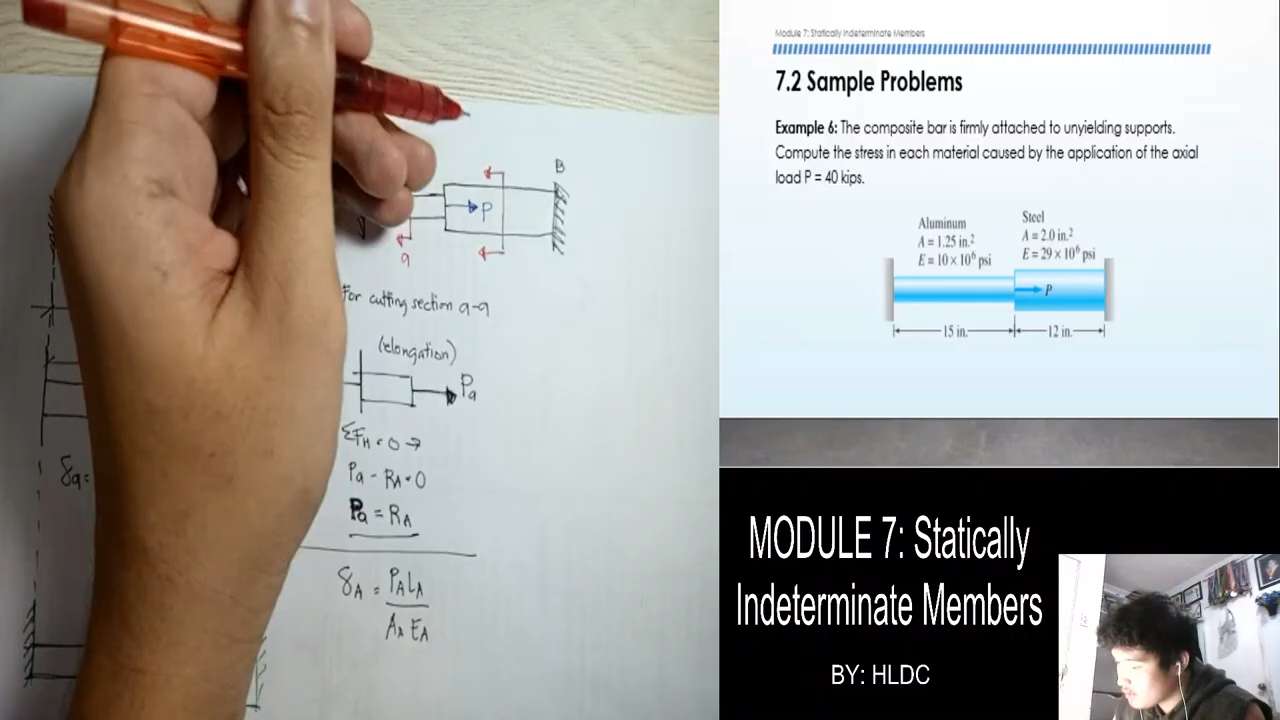 B
P
a
For cutting section a-a
(elongation)
Pa
ΣFH = 0 →
Pa - RA = 0
Pa = RA
δa =
δA = PALA
AA EA
Module 7: Statically Indeterminate Members
7.2 Sample Problems
Example 6: The composite bar is firmly attached to unyielding supports.
Compute the stress in each material caused by the application of the axial
load P = 40 kips.
Aluminum
A = 1.25 in.²
E = 10 × 10⁶ psi
Steel
A = 2.0 in.²
E = 29 × 10⁶ psi
P
15 in.
12 in.
MODULE 7: Statically
Indeterminate Members
BY: HLDC